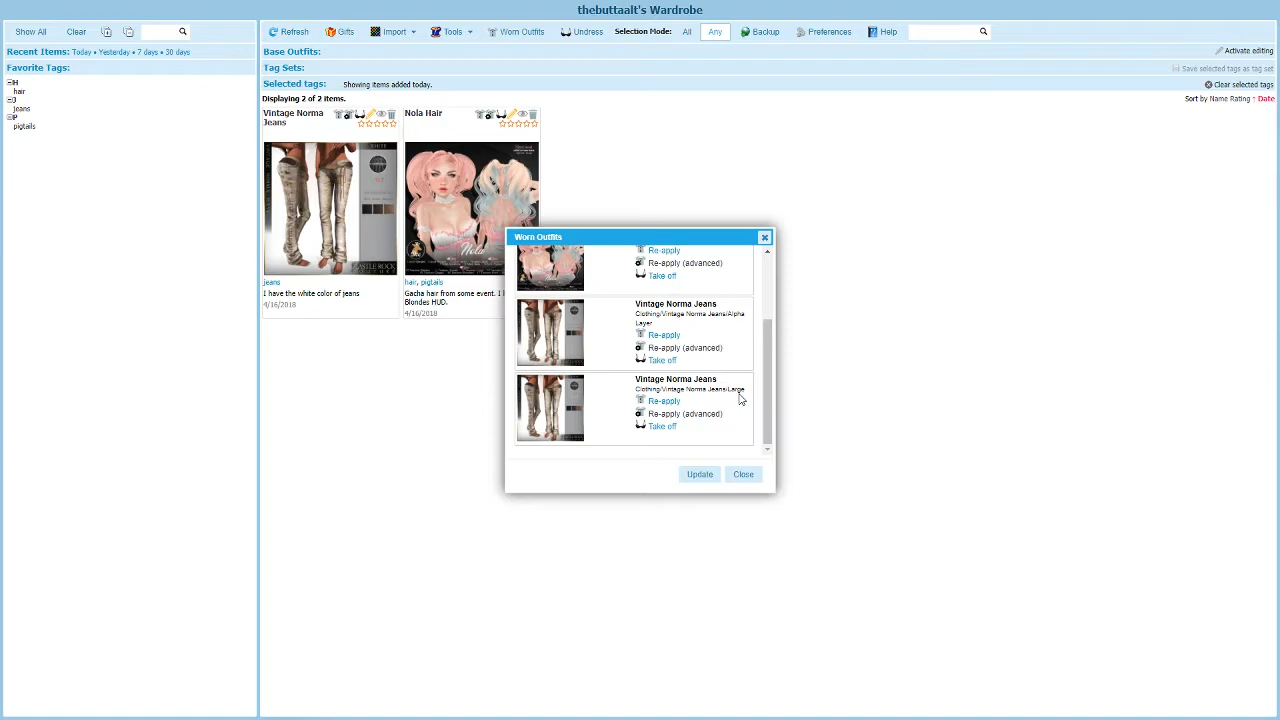 thebuttaalt's Wardrobe
Show All Clear
Refresh Gifts Import Tools Worn Outfits Undress Selection Mode: All Any Backup Preferences Help
Recent Items: Today • Yesterday • 7 days • 30 days
Base Outfits:
Activate editing
Favorite Tags:
Tag Sets:
Save selected tags as tag set
Selected tags: Showing items added today.
Clear selected tags
H
hair
J
jeans
P
pigtails
Displaying 2 of 2 items.
Sort by Name Rating ↑ Date
Vintage Norma
Jeans
WHITE
CASTLE ROCK
jeans
I have the white color of jeans
4/16/2018
Nola Hair
Nola
hair, pigtails
Gacha hair from some event. I
Blondes HUD.
4/16/2018
Worn Outfits
Re-apply
Re-apply (advanced)
Take off
Vintage Norma Jeans
Clothing/Vintage Norma Jeans/Alpha
Layer
Re-apply
Re-apply (advanced)
Take off
Vintage Norma Jeans
Clothing/Vintage Norma Jeans/Large
Re-apply
Re-apply (advanced)
Take off
Update Close